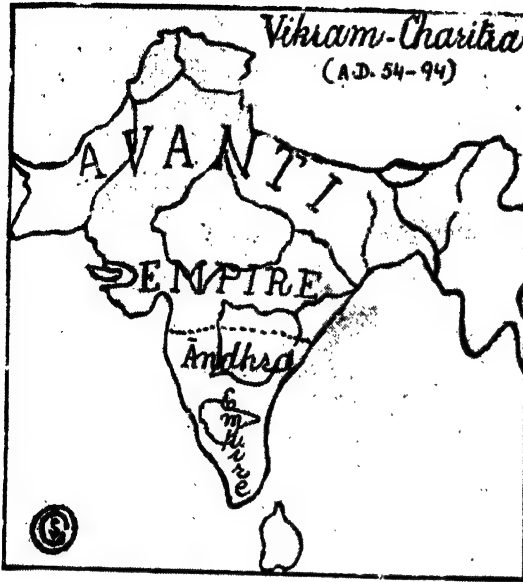 Vikram-Charitra
(A.D. 54-94)
AVANTI
EMPIRE
Āndhra
Empire